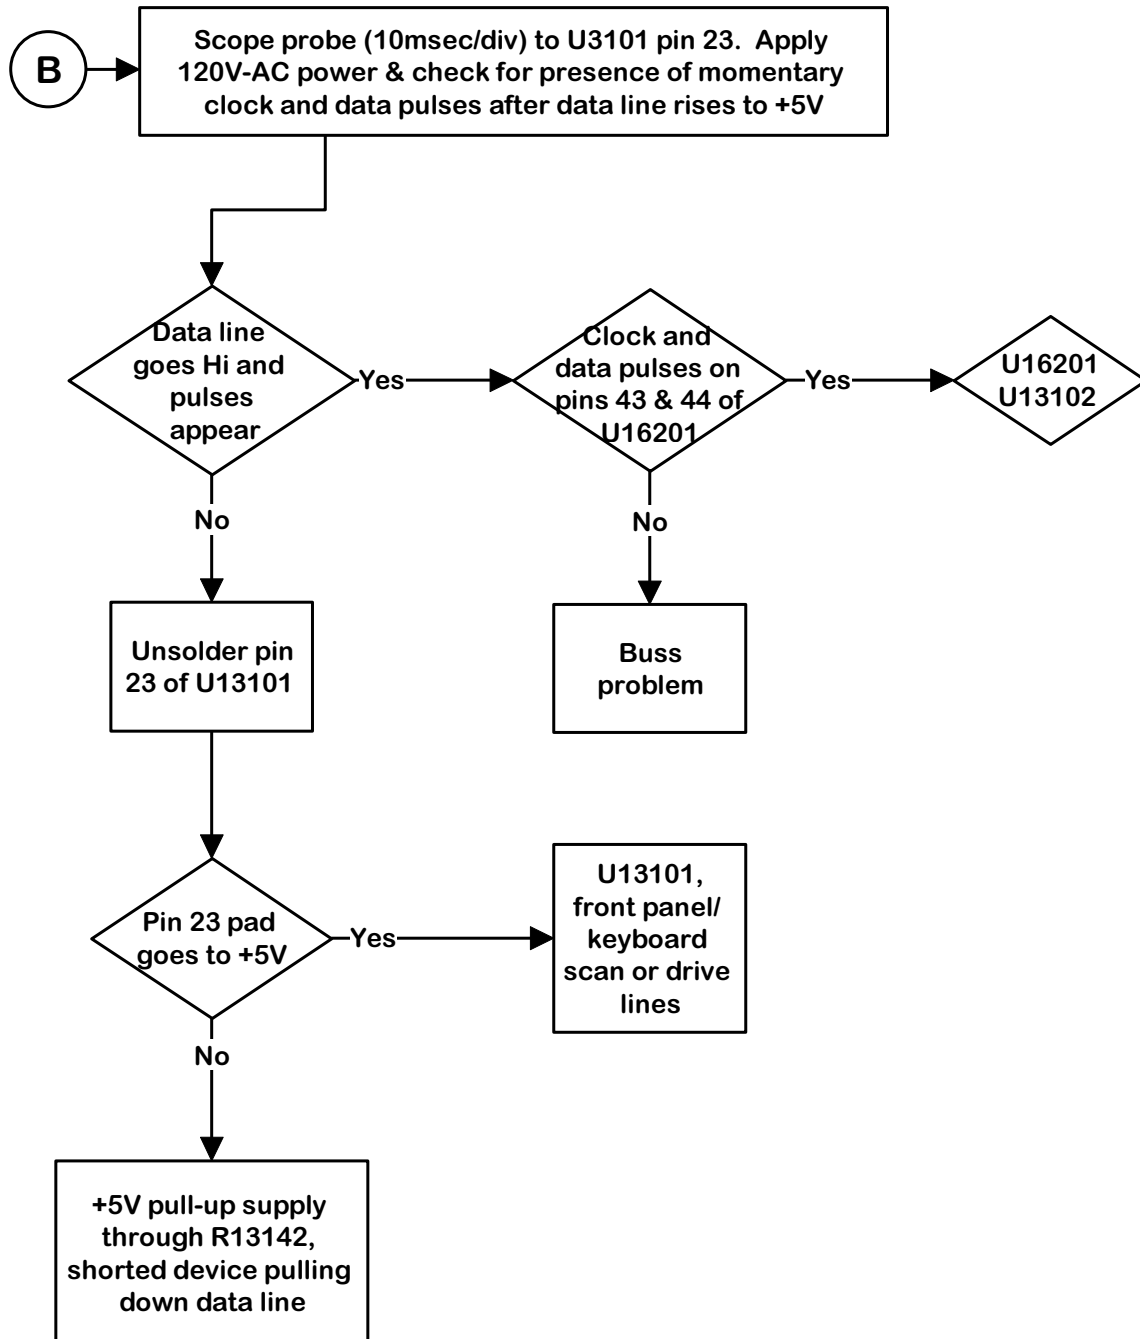 B
Scope probe (10msec/div) to U3101 pin 23.  Apply
120V-AC power & check for presence of momentary
clock and data pulses after data line rises to +5V
Data line
goes Hi and
pulses
appear
Yes
Clock and
data pulses on
pins 43 & 44 of
U16201
Yes
U16201
U13102
No
No
Unsolder pin
23 of U13101
Buss
problem
Pin 23 pad
goes to +5V
Yes
U13101,
front panel/
keyboard
scan or drive
lines
No
+5V pull-up supply
through R13142,
shorted device pulling
down data line